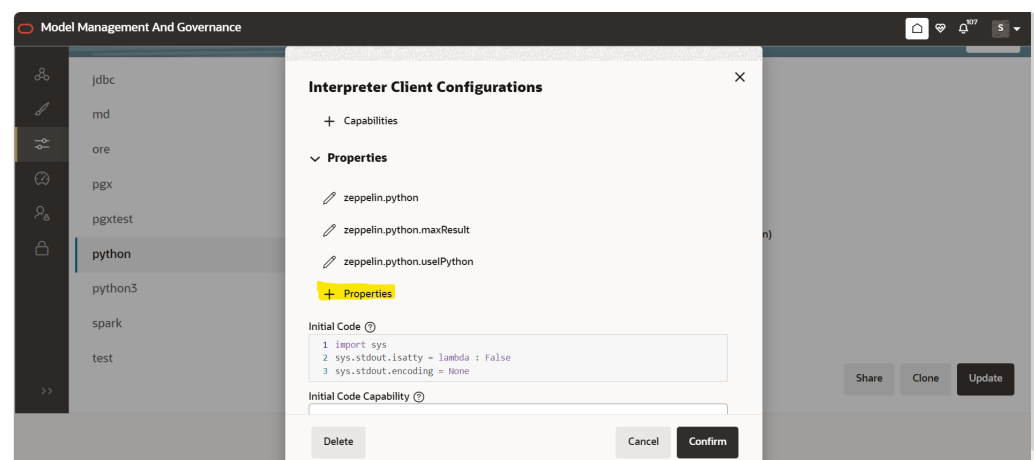 Model Management And Governance
107
S
jdbc
md
ore
pgx
pgxtest
python
python3
spark
test
>>
Interpreter Client Configurations
+ Capabilities
Properties
zeppelin.python
zeppelin.python.maxResult
zeppelin.python.useIPython
+ Properties
Initial Code ?
1 import sys
2 sys.stdout.isatty = lambda : False
3 sys.stdout.encoding = None
Initial Code Capability ?
Delete
Cancel
Confirm
n)
Share
Clone
Update